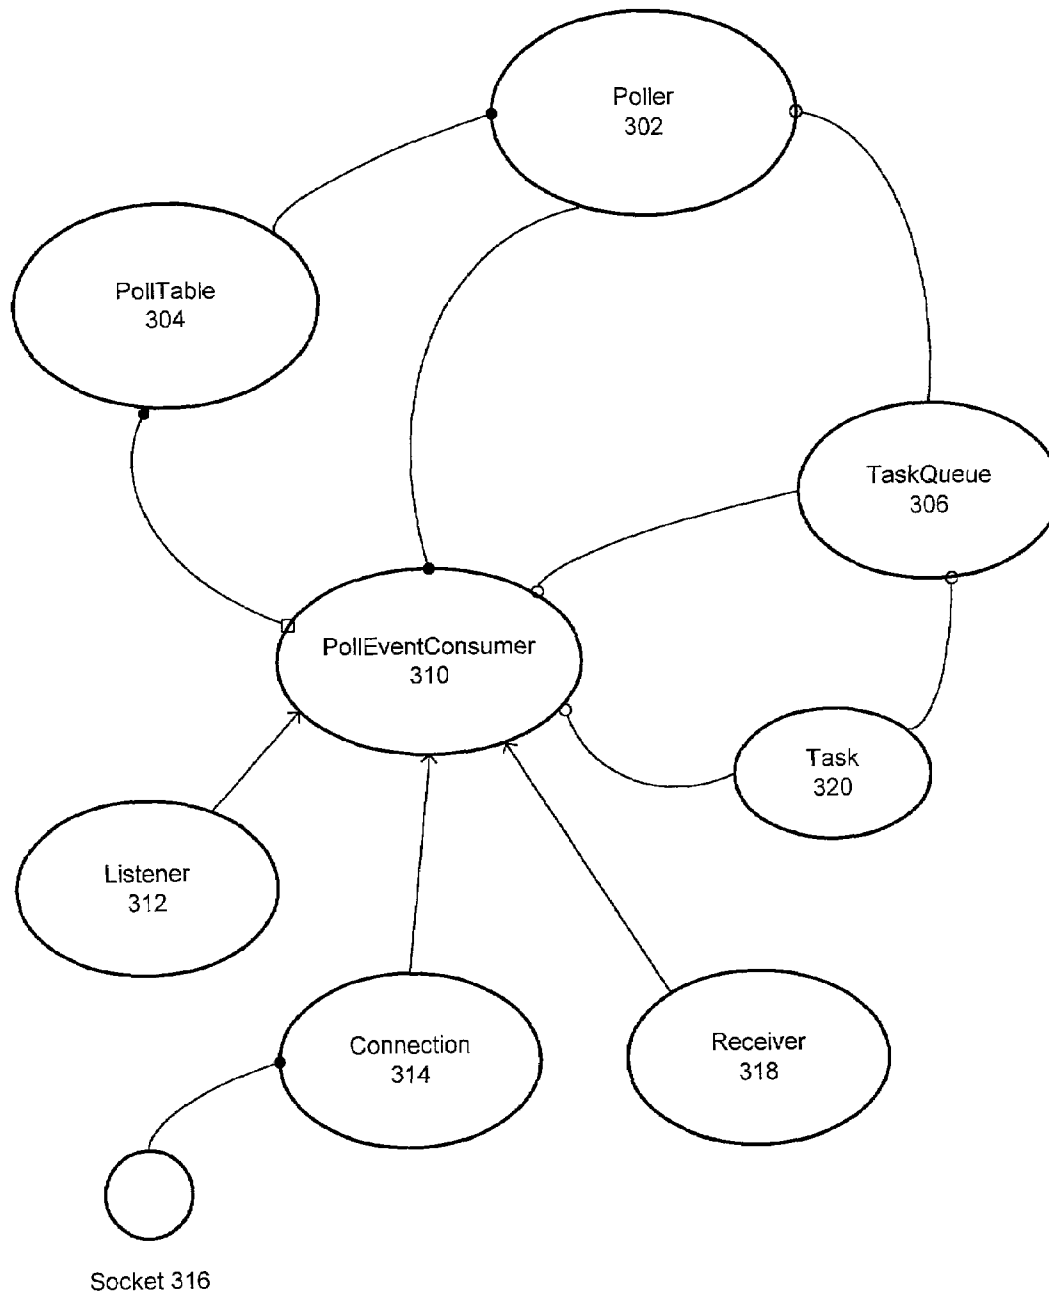 Poller
302
PollTable
304
TaskQueue
306
PollEventConsumer
310
Task
320
Listener
312
Connection
314
Receiver
318
Socket 316